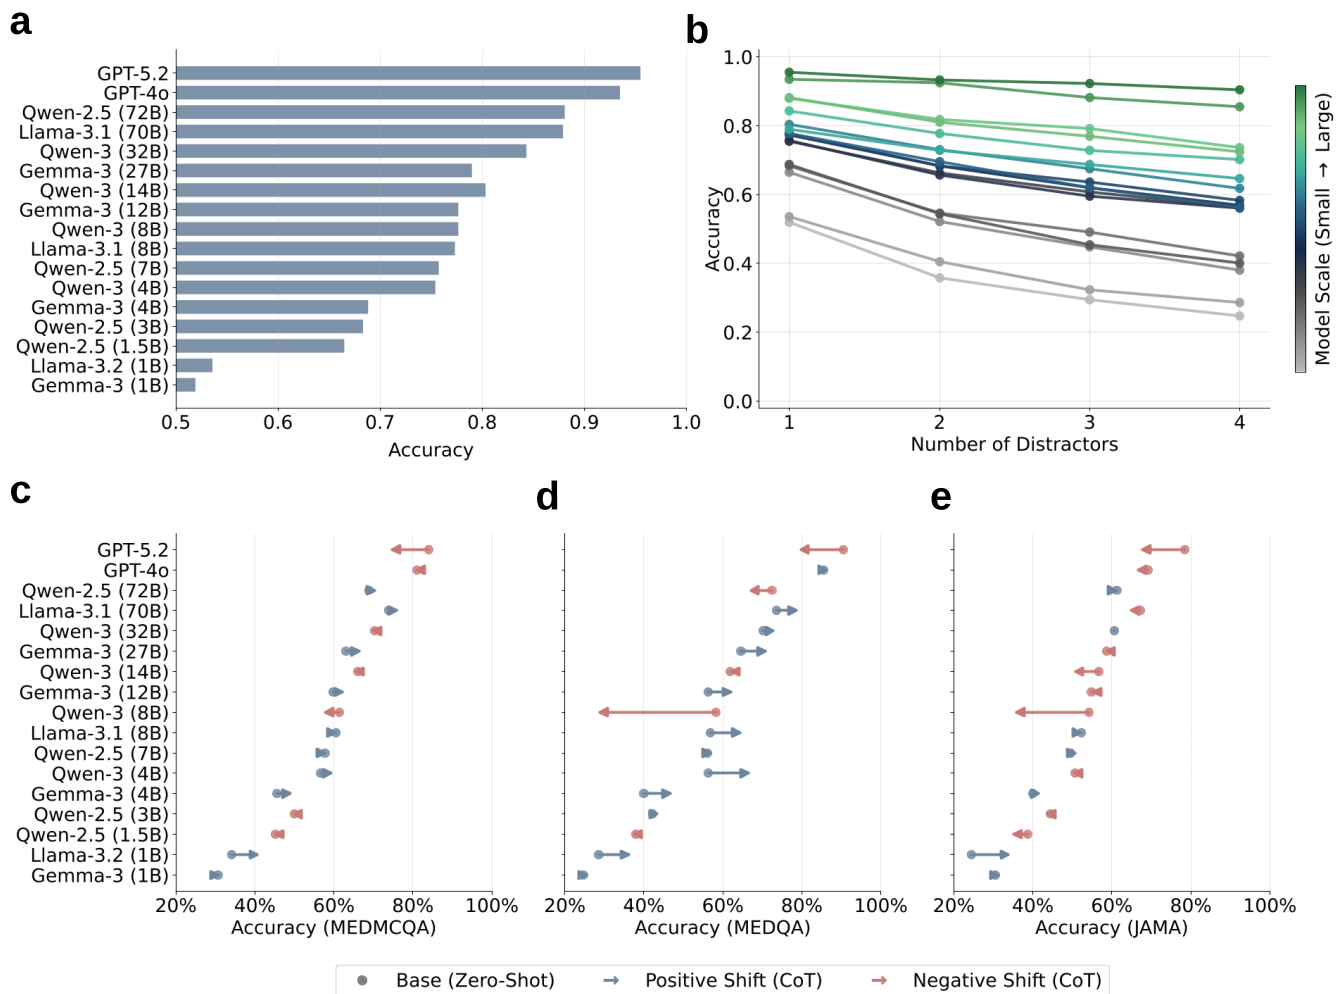 a
GPT-5.2
GPT-4o
Qwen-2.5 (72B)
Llama-3.1 (70B)
Qwen-3 (32B)
Gemma-3 (27B)
Qwen-3 (14B)
Gemma-3 (12B)
Qwen-3 (8B)
Llama-3.1 (8B)
Qwen-2.5 (7B)
Qwen-3 (4B)
Gemma-3 (4B)
Qwen-2.5 (3B)
Qwen-2.5 (1.5B)
Llama-3.2 (1B)
Gemma-3 (1B)
0.5 0.6 0.7 0.8 0.9 1.0
Accuracy
b
1.0
0.8
0.6
0.4
0.2
0.0
Accuracy
1 2 3 4
Number of Distractors
Model Scale (Small → Large)
c
GPT-5.2
GPT-4o
Qwen-2.5 (72B)
Llama-3.1 (70B)
Qwen-3 (32B)
Gemma-3 (27B)
Qwen-3 (14B)
Gemma-3 (12B)
Qwen-3 (8B)
Llama-3.1 (8B)
Qwen-2.5 (7B)
Qwen-3 (4B)
Gemma-3 (4B)
Qwen-2.5 (3B)
Qwen-2.5 (1.5B)
Llama-3.2 (1B)
Gemma-3 (1B)
20% 40% 60% 80% 100%
Accuracy (MEDMCQA)
d
20% 40% 60% 80% 100%
Accuracy (MEDQA)
e
20% 40% 60% 80% 100%
Accuracy (JAMA)
Base (Zero-Shot) → Positive Shift (CoT) → Negative Shift (CoT)